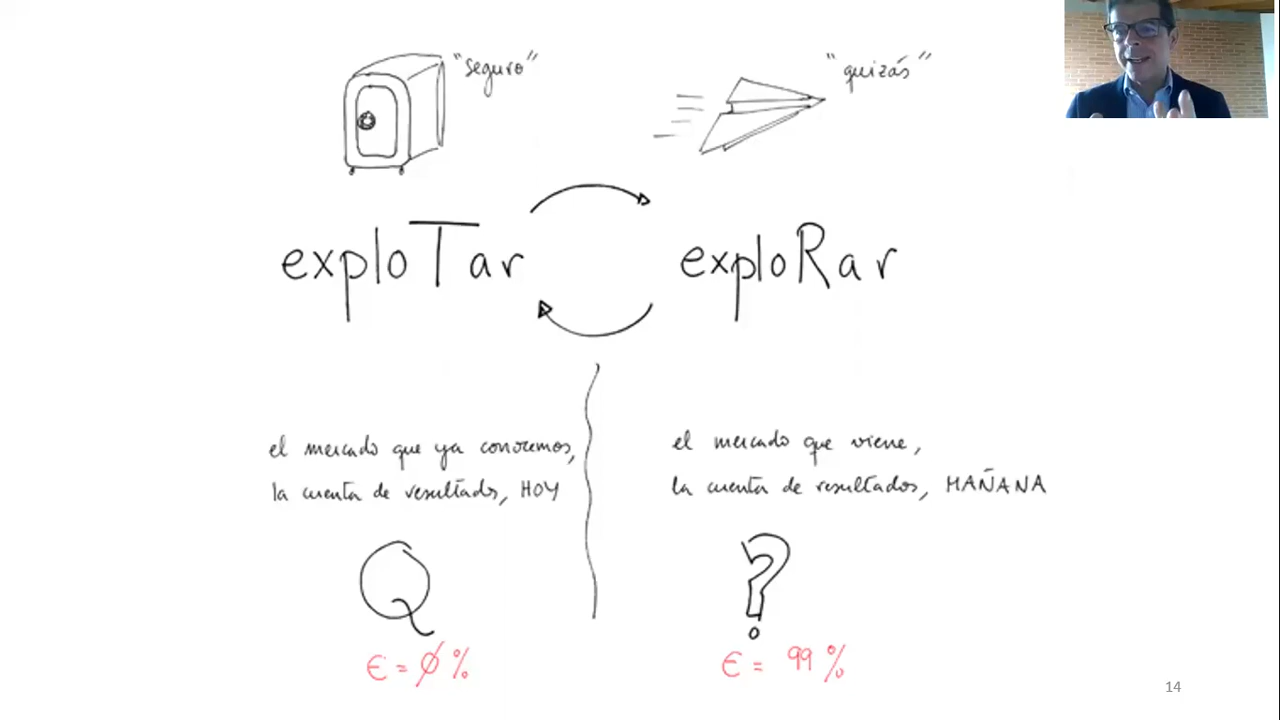 "seguro"
"quizás"
exploTar
exploRar
el mercado que ya conocemos,
la cuenta de resultados, HOY
el mercado que viene,
la cuenta de resultados, MAÑANA
Q
?
ϵ = ∅ %
ϵ = 99 %
14